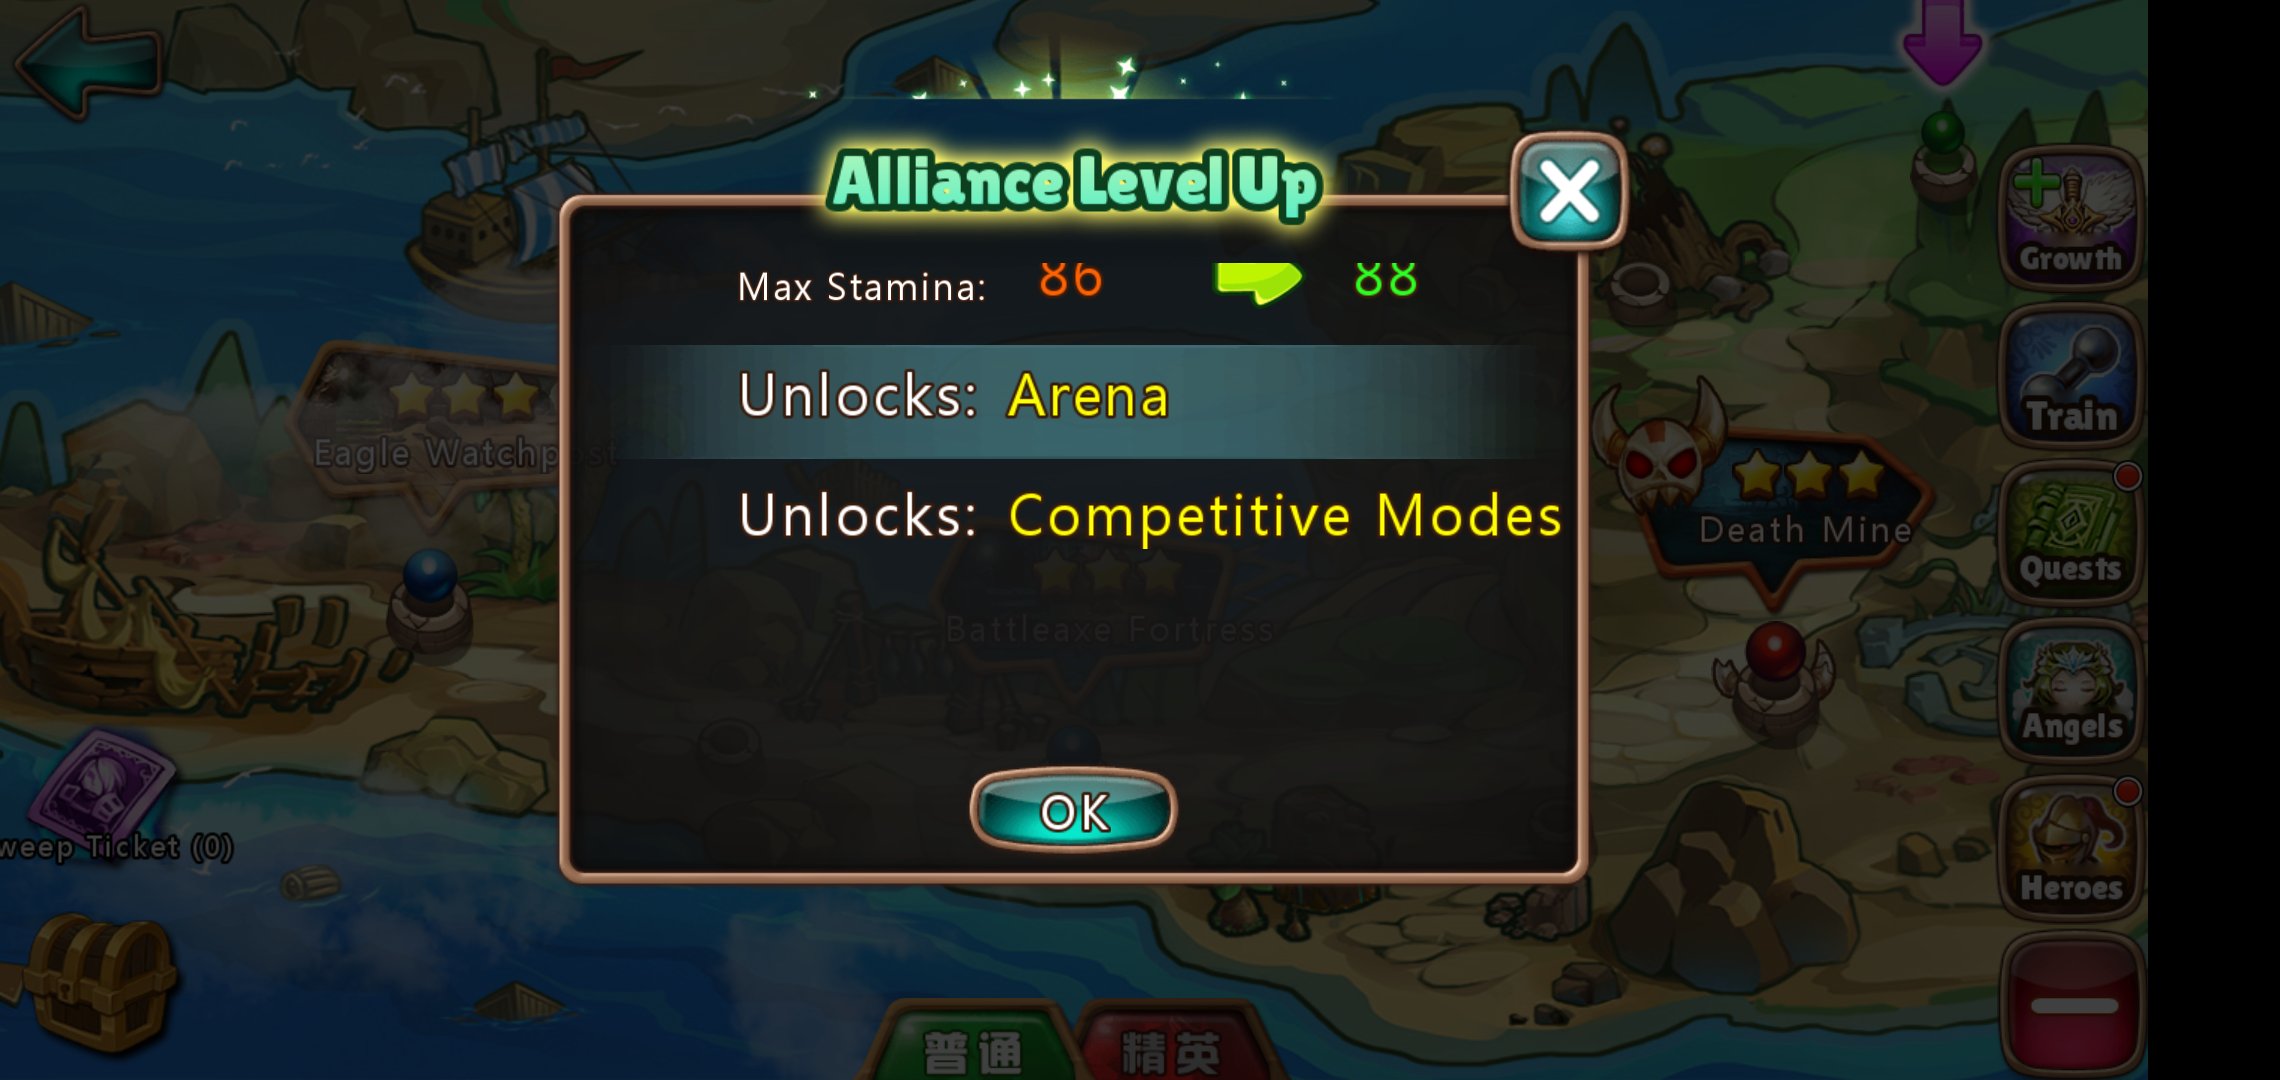 Alliance Level Up
Max Stamina: 86 88
Unlocks: Arena
Unlocks: Competitive Modes
OK
Eagle Watchpost
Battleaxe Fortress
Death Mine
weep Ticket (0)
Growth
Train
Quests
Angels
Heroes
普通
精英